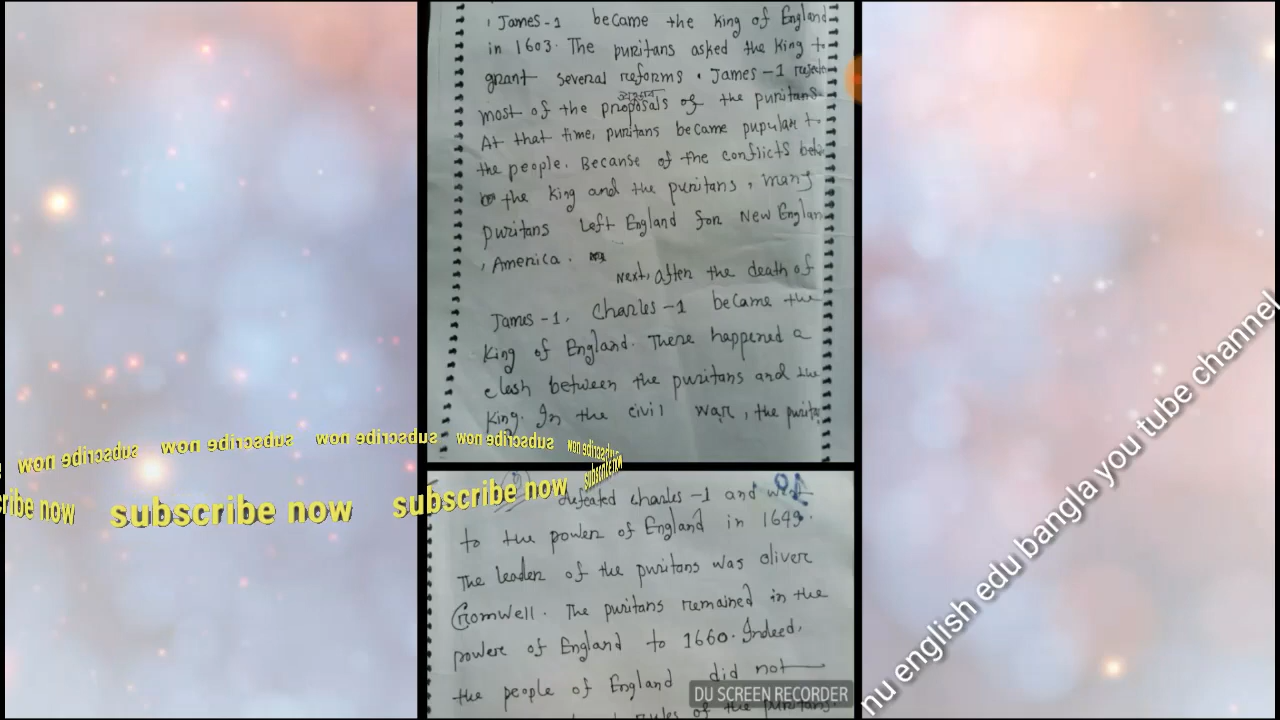 , James-1 became the King of England
in 1603. The puritans asked the King to
grant several reforms. James-1
most of the proposals of the puritans
At that time, puritans became pupular to
the people. Because of the conflicts
the King and the puritans, many
puritans Left England for New Englan
, America.
Next, after the death of
James-1, Charles-1 became the
King of England. There happened a
clash between the puritans and the
King. In the civil war, the
defeated charles-1 and went
to the power of England in 1649.
The leader of the puritans was oliver
Cromwell. The puritans remained in the
power of England to 1660. Indeed,
the people of England did not
rules of the puritans.
subscribe now subscribe now subscribe now subscribe now subscribe now
subscribe now
cribe now subscribe now subscribe now
DU SCREEN RECORDER
nu english edu bangla you tube channel